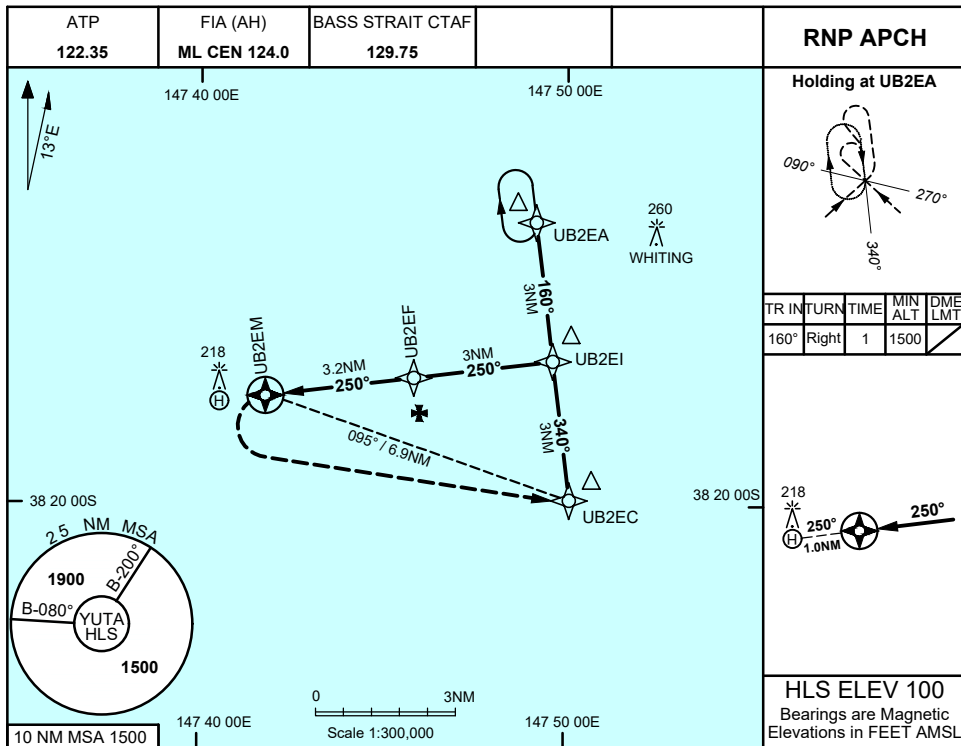 ATP
122.35
FIA (AH)
ML CEN 124.0
BASS STRAIT CTAF
129.75
RNP APCH
147 40 00E
147 50 00E
13°E
UB2EA
260
WHITING
160°
3NM
UB2EF
UB2EM
218
H
3.2NM
250°
3NM
250°
UB2EI
340°
3NM
095° / 6.9NM
UB2EC
38 20 00S
38 20 00S
25 NM MSA
1900
B-200°
B-080°
YUTA
HLS
1500
10 NM MSA 1500
147 40 00E
147 50 00E
0
3NM
Scale 1:300,000
Holding at UB2EA
090°
270°
340°
TR IN
TURN
TIME
MIN
ALT
DME
LMT
160°
Right
1
1500
218
H
250°
1.0NM
250°
HLS ELEV 100
Bearings are Magnetic
Elevations in FEET AMSL